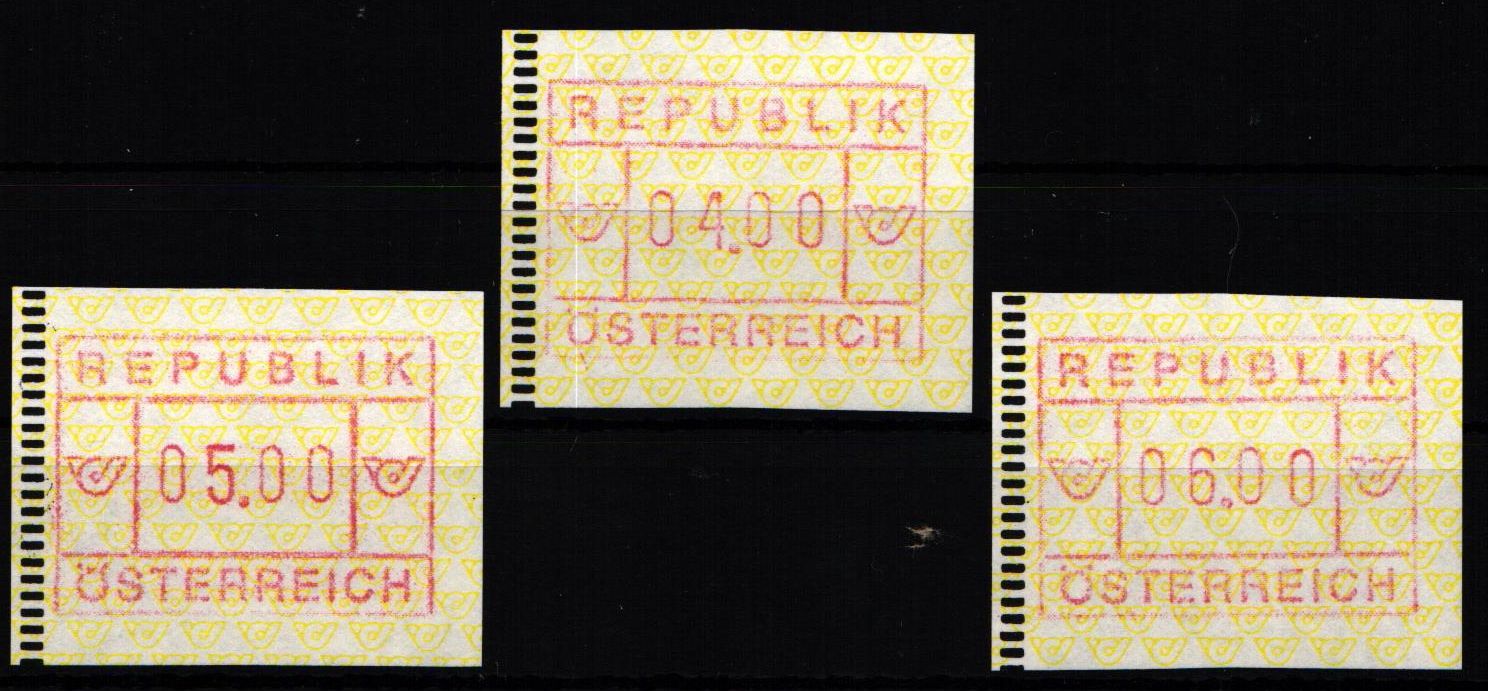 REPUBLIK
04.00
ÖSTERREICH
REPUBLIK
05.00
ÖSTERREICH
REPUBLIK
06.00
ÖSTERREICH